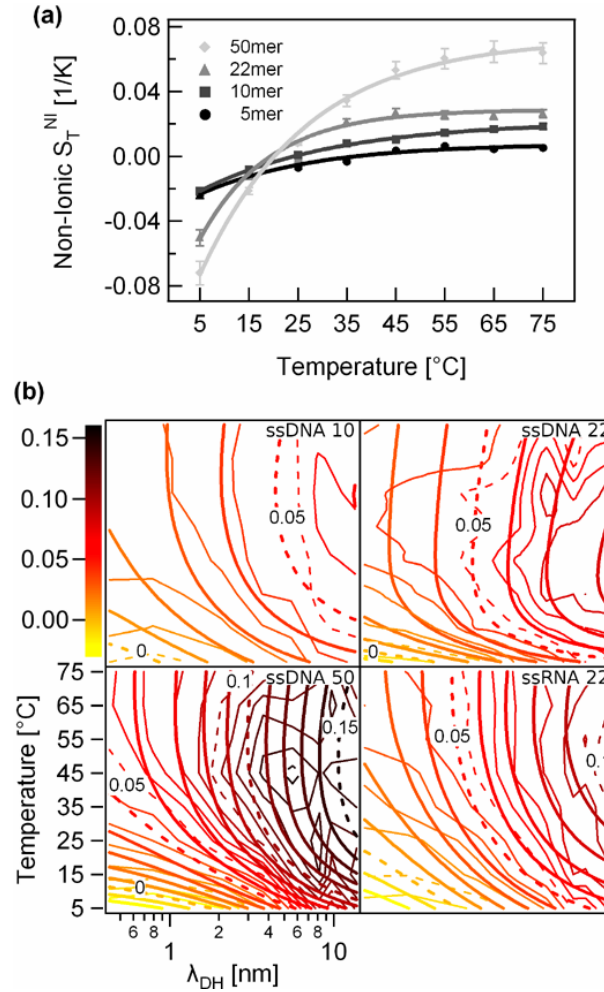 (a)
0.08
0.04
0.00
-0.04
-0.08
Non-Ionic S_T^NI [1/K]
50mer
22mer
10mer
5mer
5 15 25 35 45 55 65 75
Temperature [°C]
(b)
0.15
0.10
0.05
0.00
ssDNA 10
0.05
0
ssDNA 22
0.05
0
ssDNA 50
0.1
0.15
0.05
0
ssRNA 22
0.05
0.1
0
75
65
55
45
35
25
15
5
Temperature [°C]
6 8 1 2 4 6 8 10
λ_DH [nm]